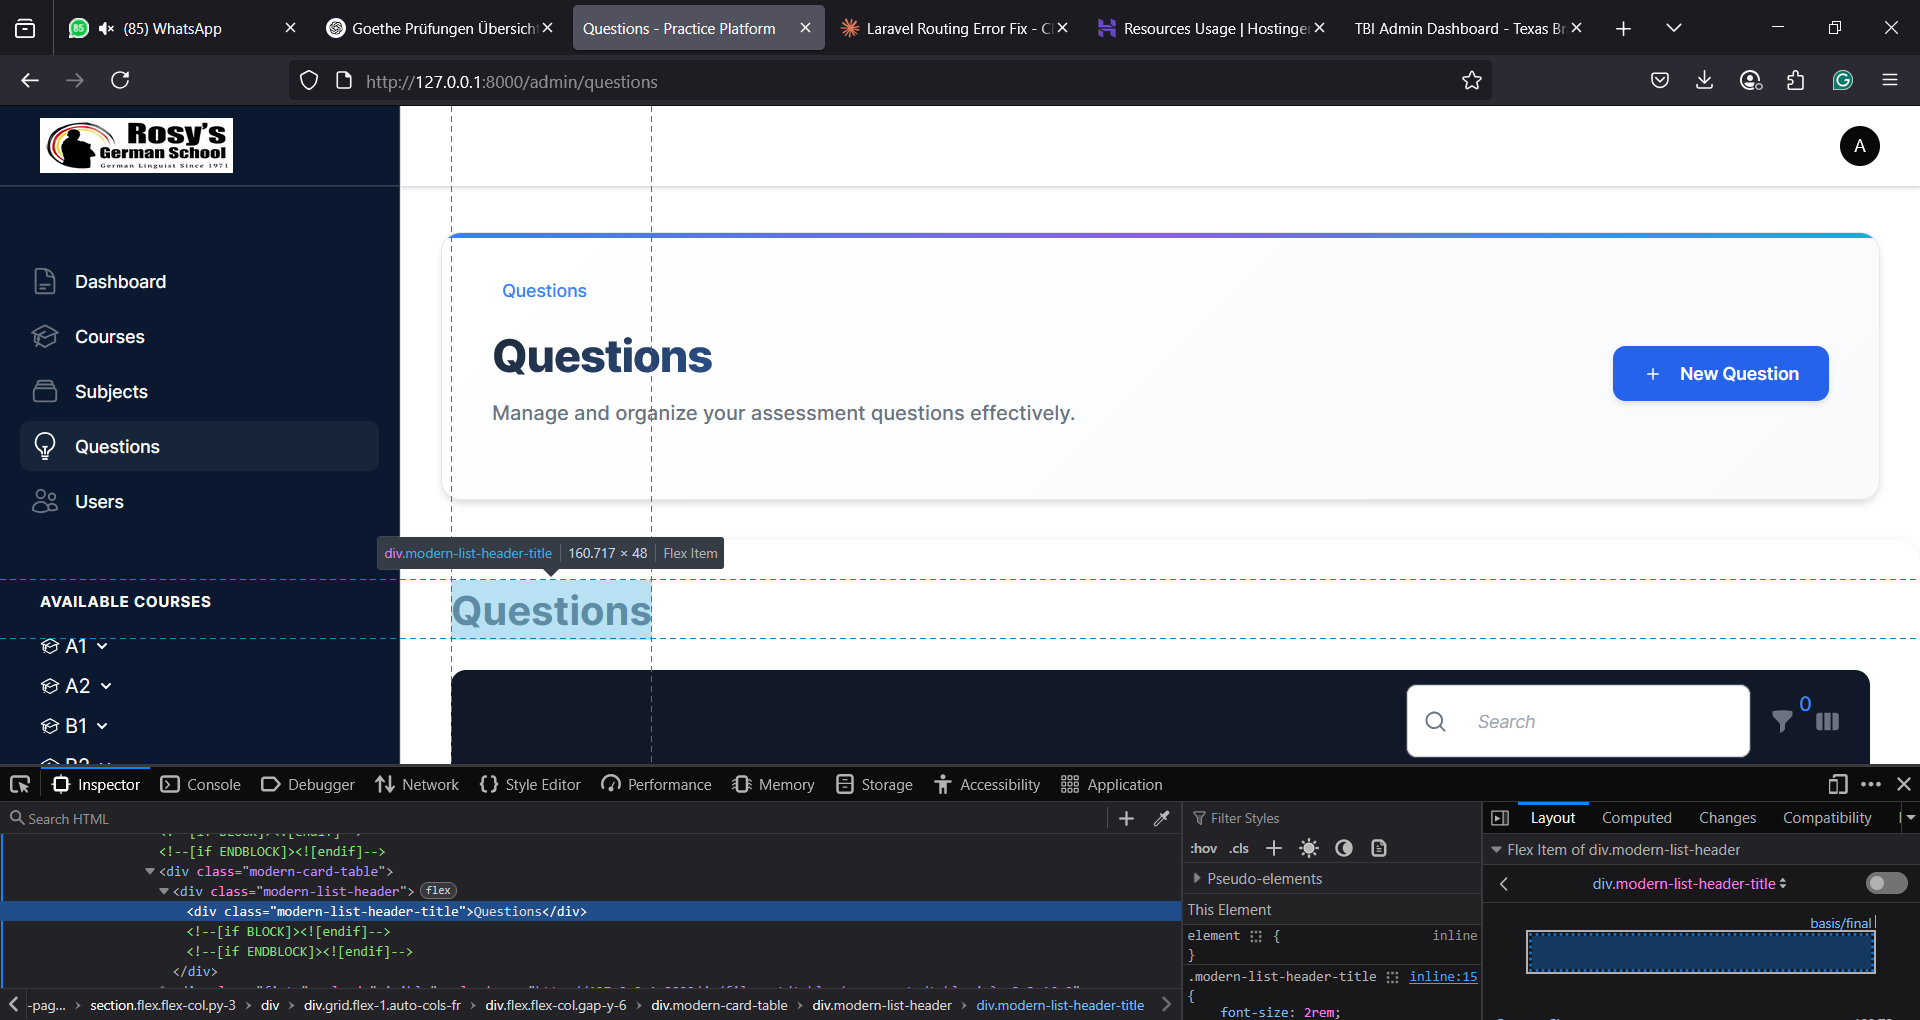 85
(85) WhatsApp
Goethe Prüfungen Übersicht
Questions - Practice Platform
Laravel Routing Error Fix - Cl
Resources Usage | Hostinger
TBI Admin Dashboard - Texas Br
http://127.0.0.1:8000/admin/questions
G
Rosy's
German School
German Linguist Since 1971
A
Dashboard
Courses
Subjects
Questions
Users
AVAILABLE COURSES
A1
A2
B1
B2
Questions
Questions
Manage and organize your assessment questions effectively.
+ New Question
div.modern-list-header-title 160.717 × 48 Flex Item
Questions
Search
0
Inspector Console Debugger Network Style Editor Performance Memory Storage Accessibility Application
Search HTML
<!--[if BLOCK]><![endif]-->
<!--[if ENDBLOCK]><![endif]-->
<div class="modern-card-table">
<div class="modern-list-header"> flex
<div class="modern-list-header-title">Questions</div>
<!--[if BLOCK]><![endif]-->
<!--[if ENDBLOCK]><![endif]-->
</div>
-pag... section.flex.flex-col.py-3 div div.grid.flex-1.auto-cols-fr div.flex.flex-col.gap-y-6 div.modern-card-table div.modern-list-header div.modern-list-header-title
Filter Styles
:hov .cls
Pseudo-elements
This Element
element { inline
}
.modern-list-header-title inline:15
{
font-size: 2rem;
Layout Computed Changes Compatibility
Flex Item of div.modern-list-header
div.modern-list-header-title
basis/final